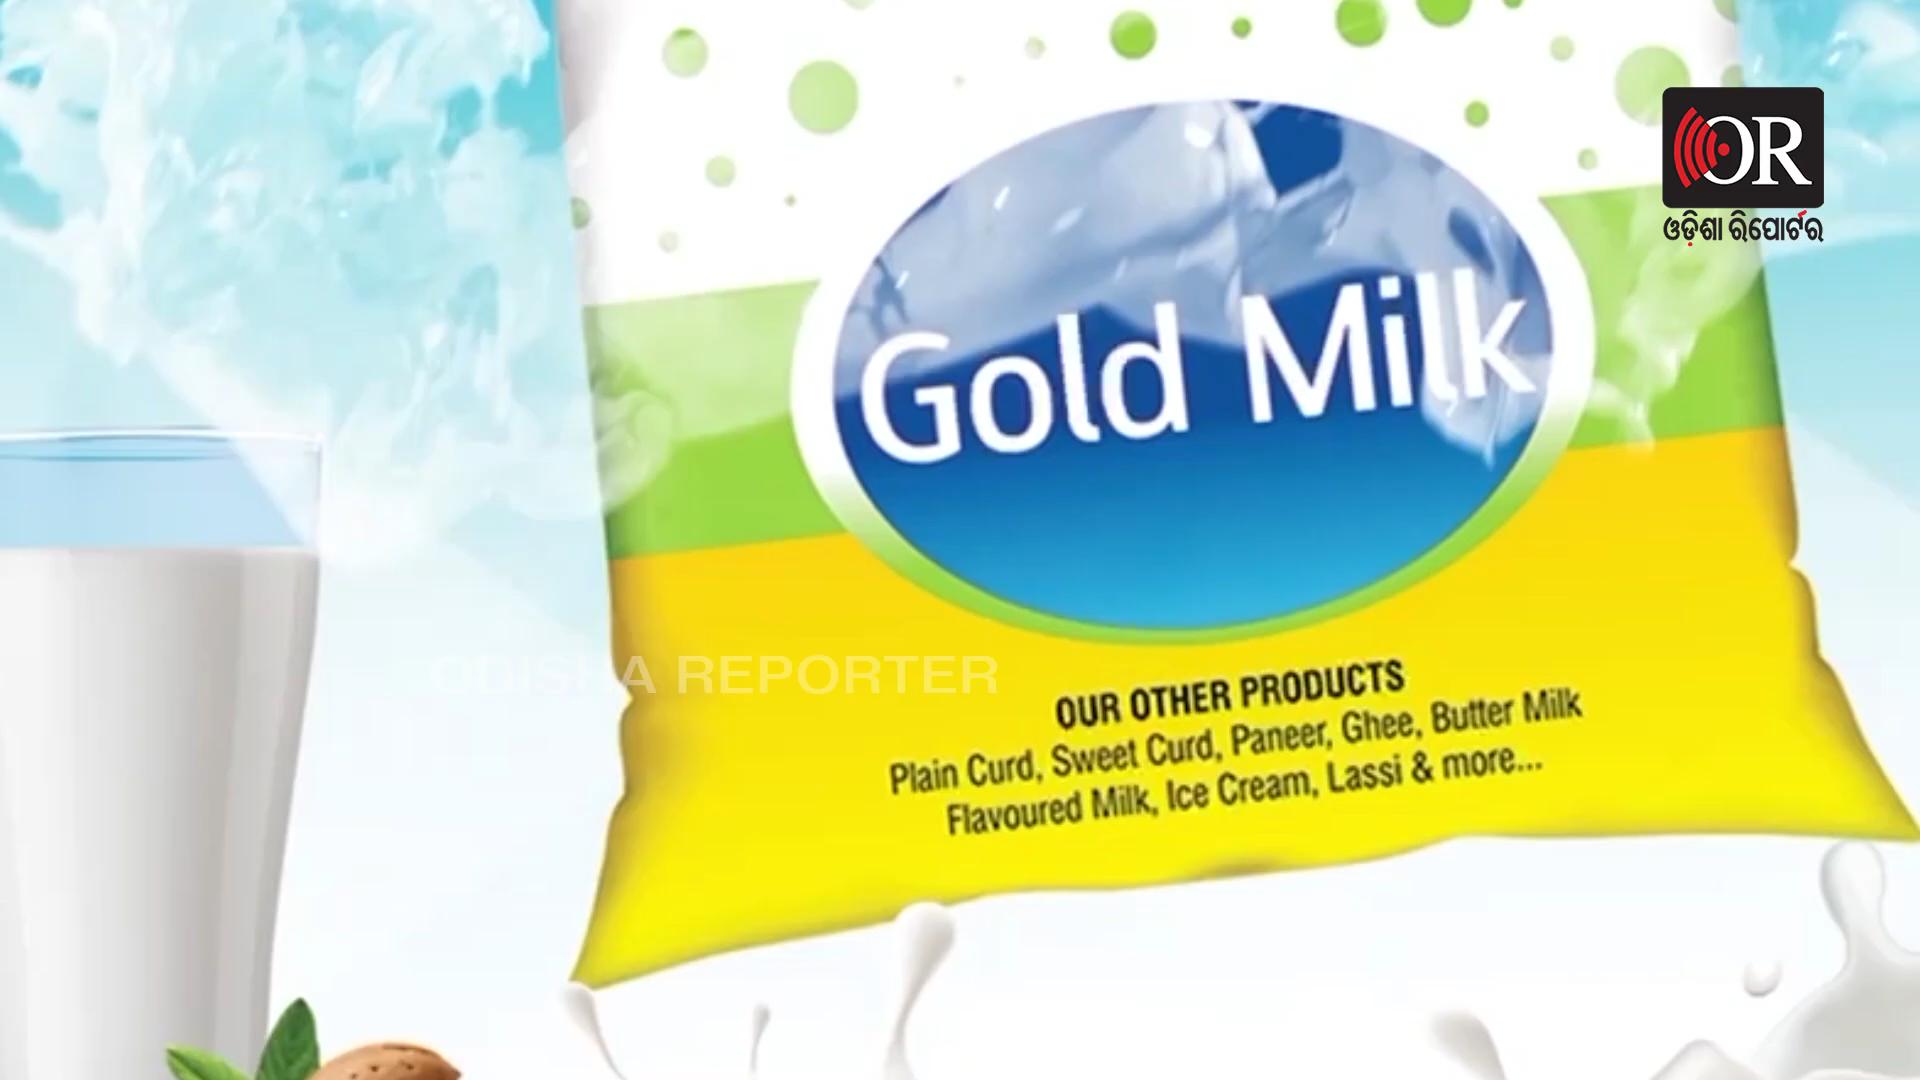 OR
ଓଡ଼ିଶା ରିପୋର୍ଟର
Gold Milk
ODISHA REPORTER
OUR OTHER PRODUCTS
Plain Curd, Sweet Curd, Paneer, Ghee, Butter Milk
Flavoured Milk, Ice Cream, Lassi & more...